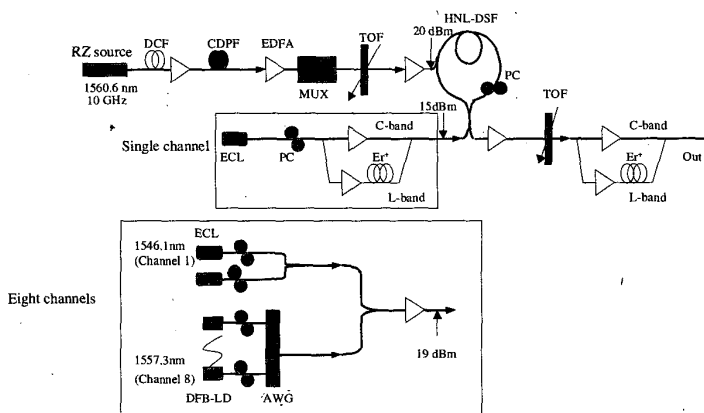 RZ source
DCF
CDPF
EDFA
MUX
TOF
20 dBm
HNL-DSF
PC
1560.6 nm
10 GHz
TOF
15dBm
Single channel
ECL
PC
C-band
Er+
L-band
C-band
Er+
L-band
Out
Eight channels
ECL
1546.1nm
(Channel 1)
1557.3nm
(Channel 8)
DFB-LD
AWG
19 dBm